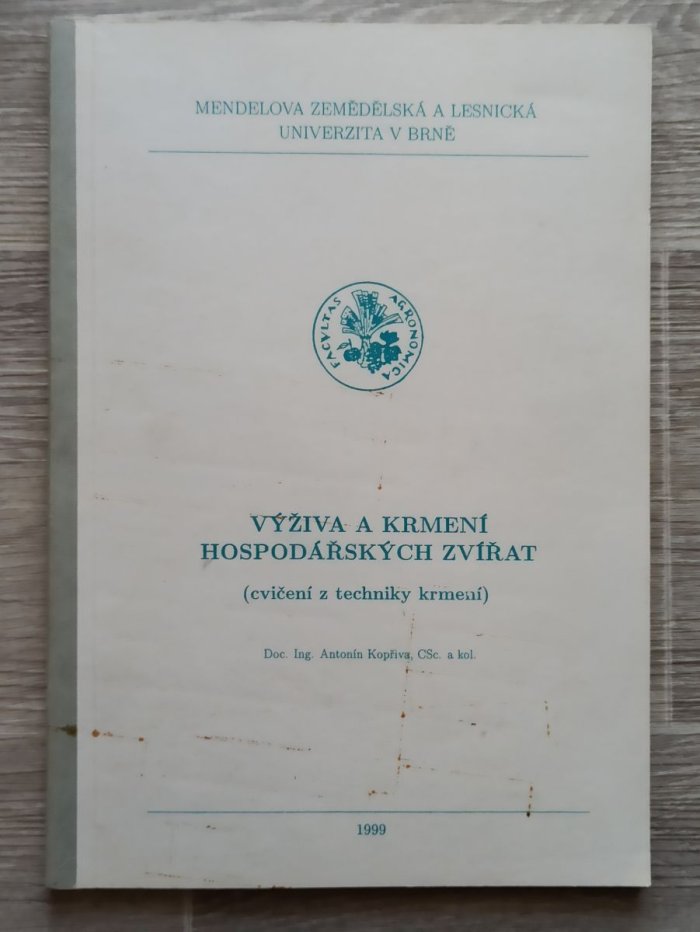 MENDELOVA ZEMĚDĚLSKÁ A LESNICKÁ
UNIVERZITA V BRNĚ
FACVLTAS AGRONOMICA
VÝŽIVA A KRMENÍ
HOSPODÁŘSKÝCH ZVÍŘAT
(cvičení z techniky krmení)
Doc. Ing. Antonín Kopřiva, CSc. a kol.
1999